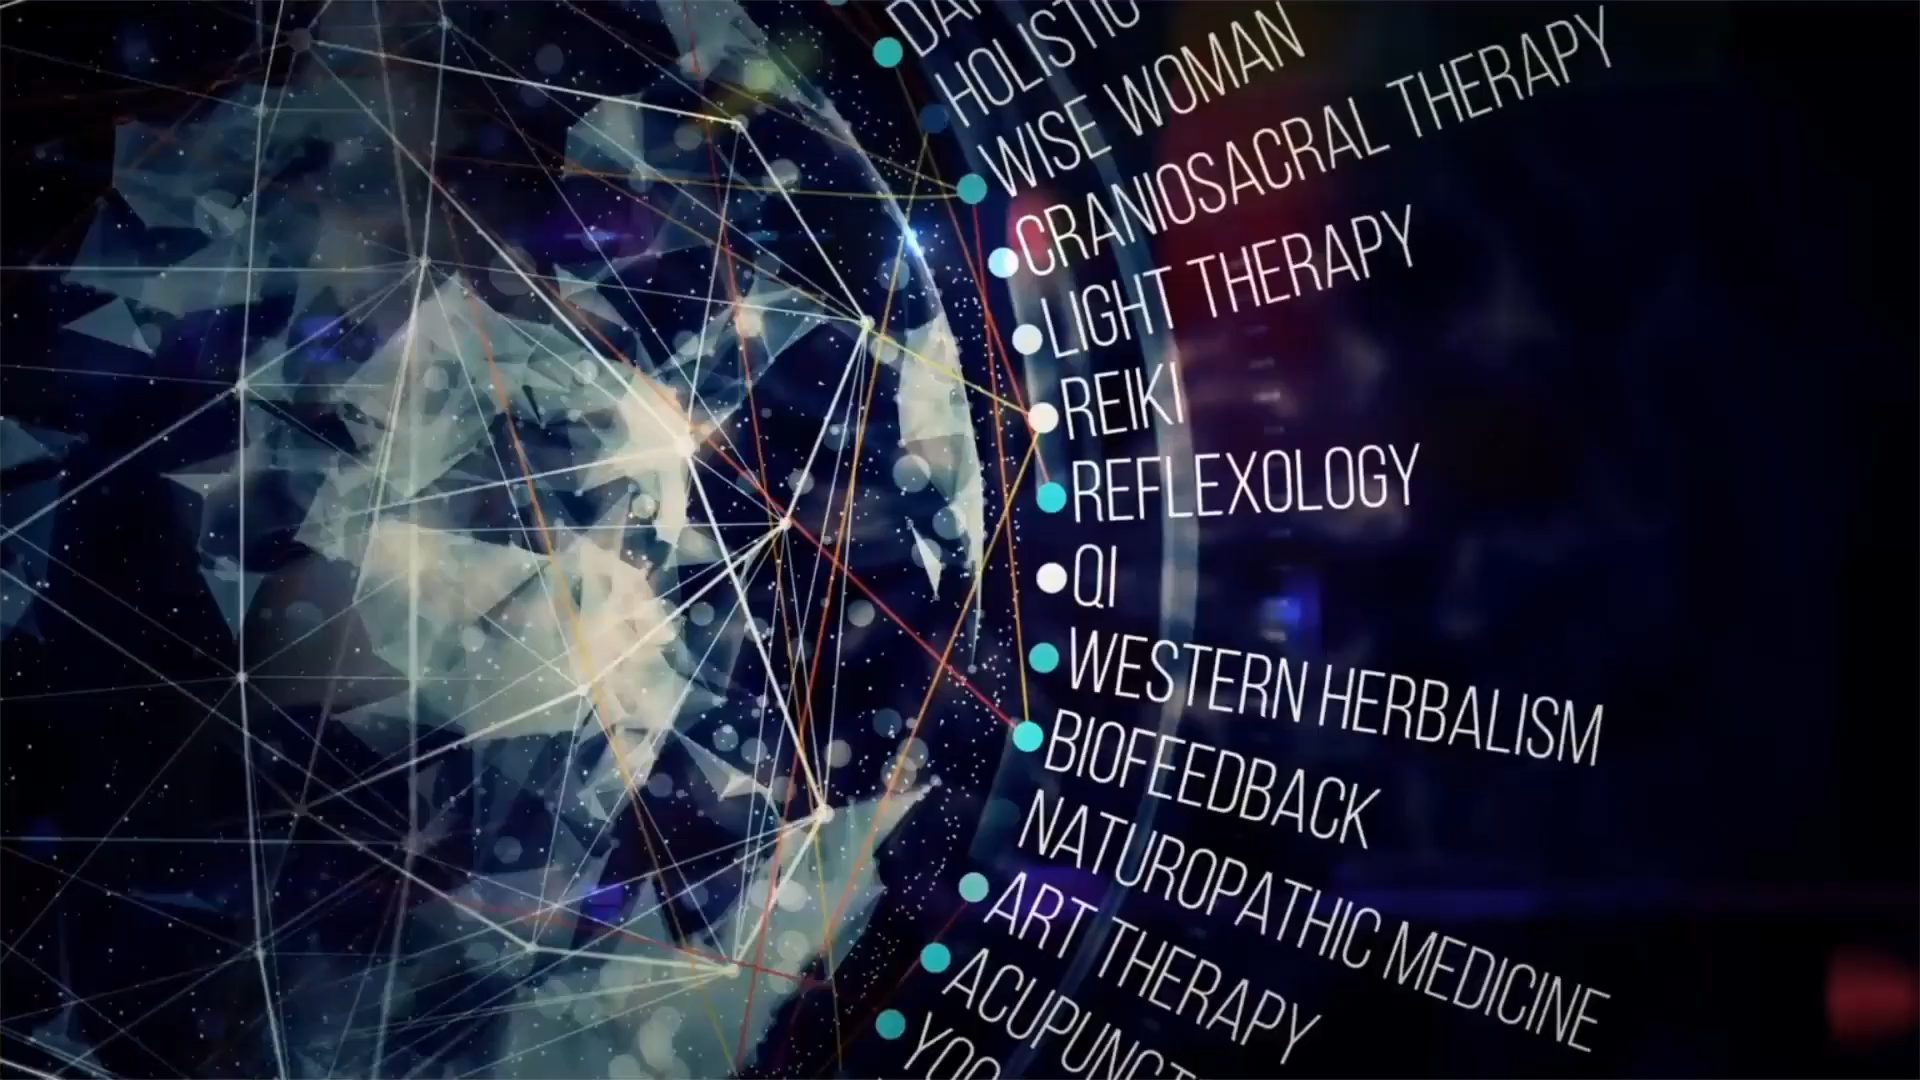 HOLISTIC
WISE WOMAN
CRANIOSACRAL THERAPY
LIGHT THERAPY
REIKI
REFLEXOLOGY
QI
WESTERN HERBALISM
BIOFEEDBACK
NATUROPATHIC MEDICINE
ART THERAPY